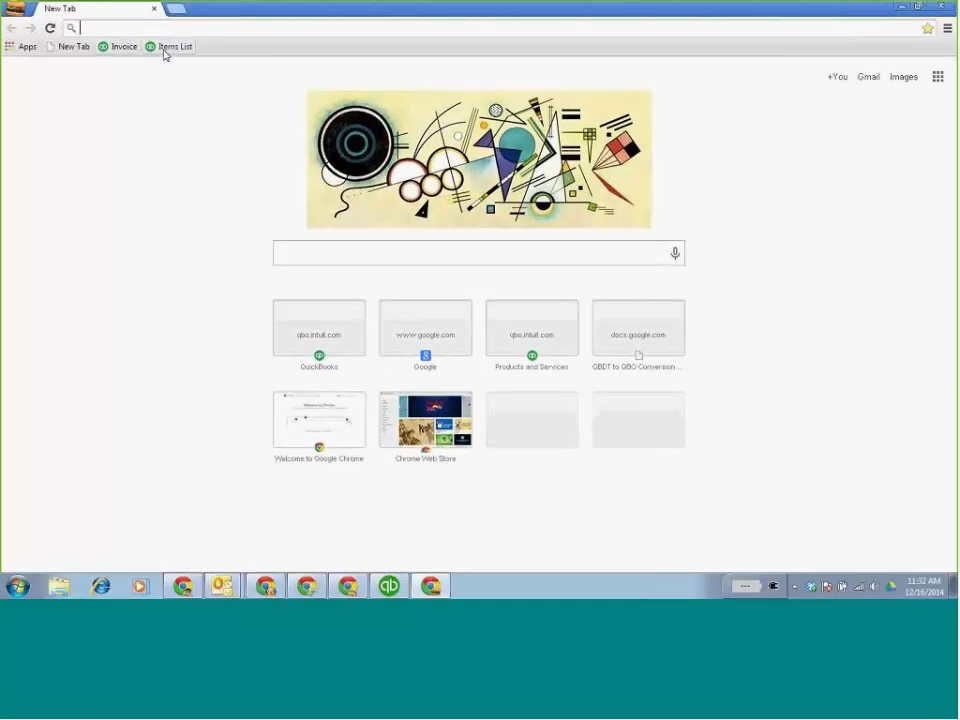 New Tab
Apps New Tab Invoice Items List
+You Gmail Images
qbo.intuit.com www.google.com qbo.intuit.com docs.google.com
QuickBooks Google Products and Services QBDT to QBO Conversion...
Welcome to Google Chrome Chrome Web Store
11:32 AM
12/16/2014